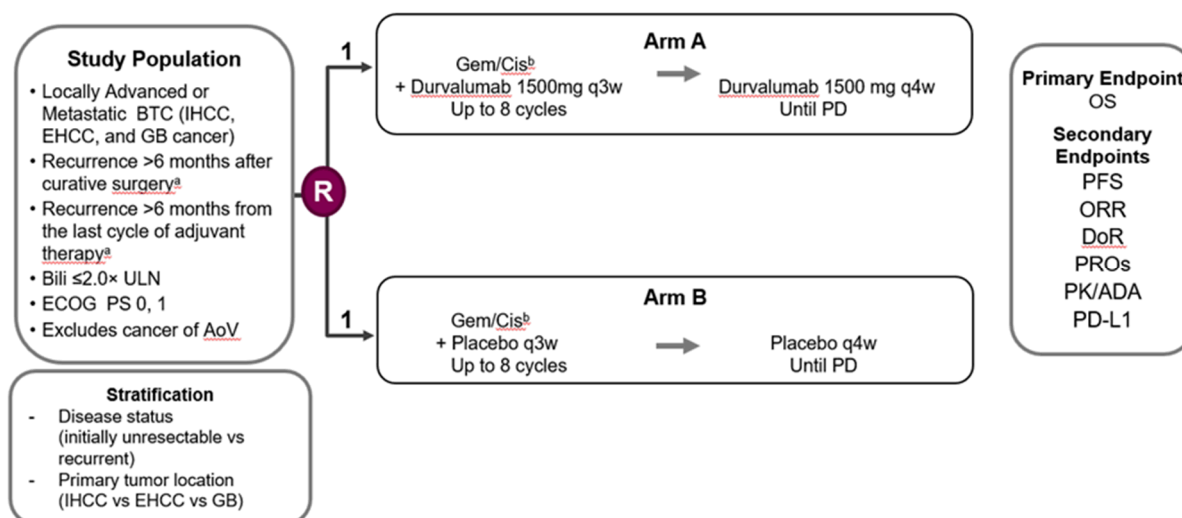 Study Population
• Locally Advanced or
Metastatic BTC (IHCC,
EHCC, and GB cancer)
• Recurrence >6 months after
curative surgeryᵃ
• Recurrence >6 months from
the last cycle of adjuvant
therapyᵃ
• Bili ≤2.0× ULN
• ECOG PS 0, 1
• Excludes cancer of AoV
Stratification
- Disease status
(initially unresectable vs
recurrent)
- Primary tumor location
(IHCC vs EHCC vs GB)
R
1
1
Arm A
Gem/Cisᵇ
+ Durvalumab 1500mg q3w
Up to 8 cycles
Durvalumab 1500 mg q4w
Until PD
Arm B
Gem/Cisᵇ
+ Placebo q3w
Up to 8 cycles
Placebo q4w
Until PD
Primary Endpoint
OS
Secondary
Endpoints
PFS
ORR
DoR
PROs
PK/ADA
PD-L1